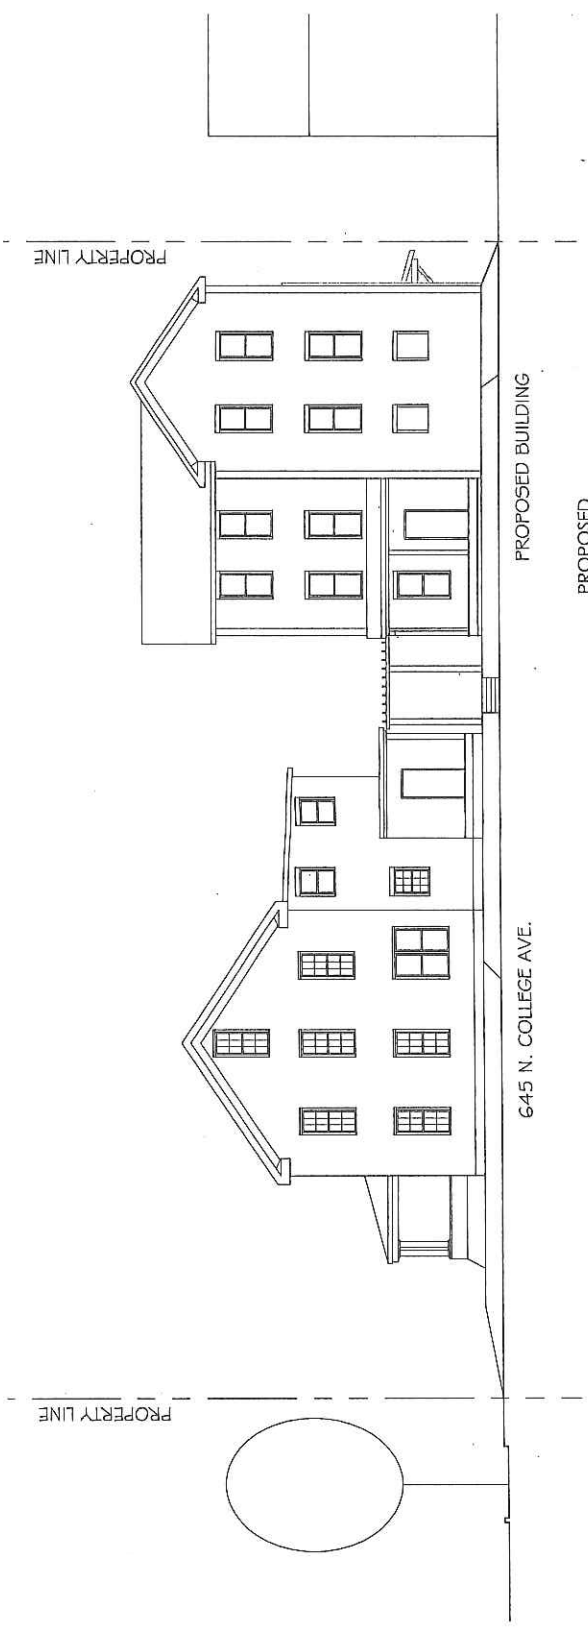 PROPERTY LINE
PROPERTY LINE
645 N. COLLEGE AVE.
PROPOSED BUILDING
PROPOSED